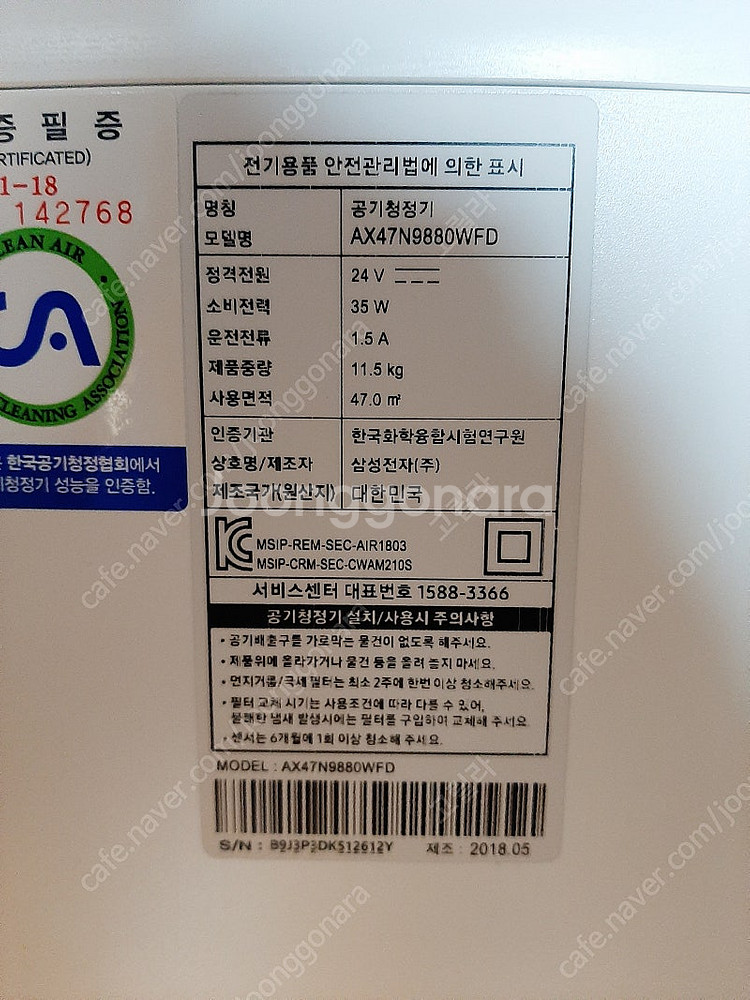 증 필 증
RTIFICATED)
1-18
142768
LEAN AIR
CLEANING ASSOCIATION
한국공기청정협회에서
청정기 성능을 인증함.
전기용품 안전관리법에 의한 표시
명칭 공기청정기
모델명 AX47N9880WFD
정격전원 24 V
소비전력 35 W
운전전류 1.5 A
제품중량 11.5 kg
사용면적 47.0 ㎡
인증기관 한국화학융합시험연구원
상호명/제조자 삼성전자(주)
제조국가(원산지) 대한민국
MSIP-REM-SEC-AIR1803
MSIP-CRM-SEC-CWAM210S
서비스센터 대표번호 1588-3366
공기청정기 설치/사용시 주의사항
• 공기배출구를 가로막는 물건이 없도록 해주세요.
• 제품위에 올라가거나 물건 등을 올려 놓지 마세요.
• 먼지거름/극세필터는 최소 2주에 한번 이상 청소해주세요.
• 필터 교체 시기는 사용조건에 따라 다를 수 있어,
불쾌한 냄새 발생시에는 필터를 구입하여 교체해 주세요.
• 센서는 6개월에 1회 이상 청소해 주세요.
MODEL : AX47N9880WFD
S/N : B9J3P3DK512612Y 제조 : 2018.05
Joonggonara
cafe.naver.com/joonggonara